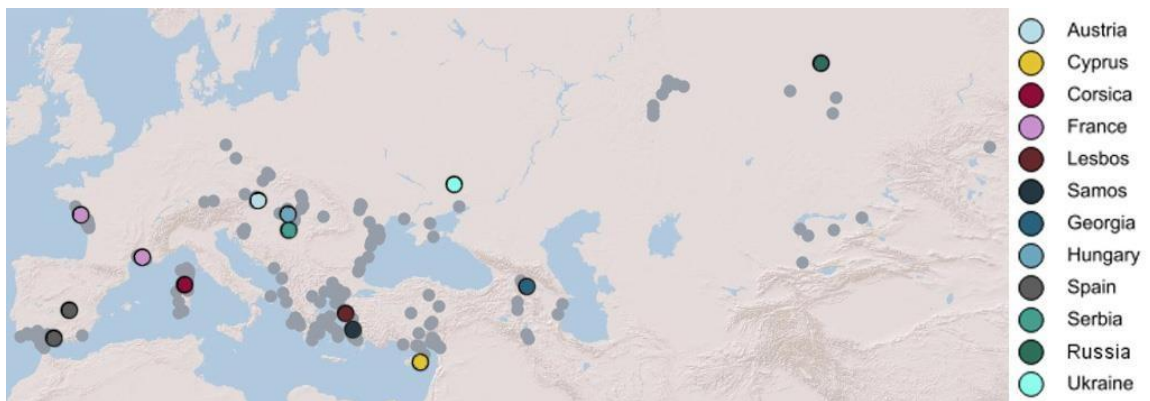 Austria
Cyprus
Corsica
France
Lesbos
Samos
Georgia
Hungary
Spain
Serbia
Russia
Ukraine